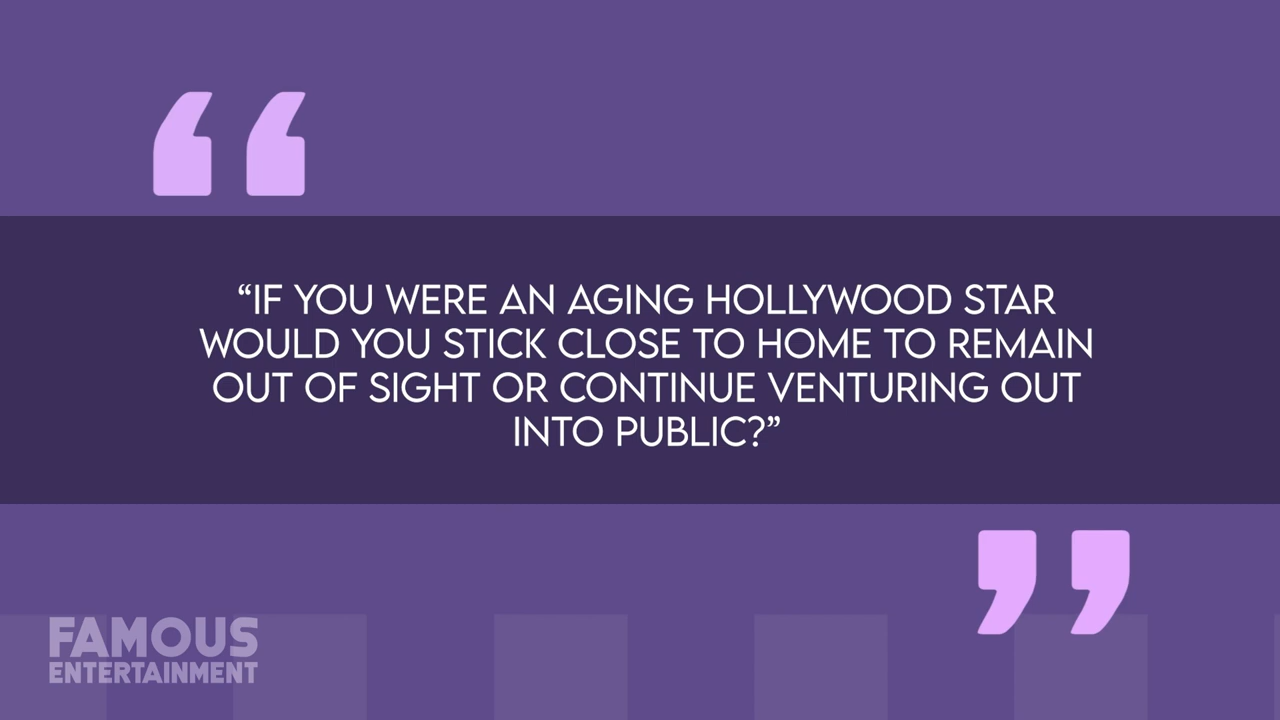 “IF YOU WERE AN AGING HOLLYWOOD STAR
WOULD YOU STICK CLOSE TO HOME TO REMAIN
OUT OF SIGHT OR CONTINUE VENTURING OUT
INTO PUBLIC?”
FAMOUS
ENTERTAINMENT